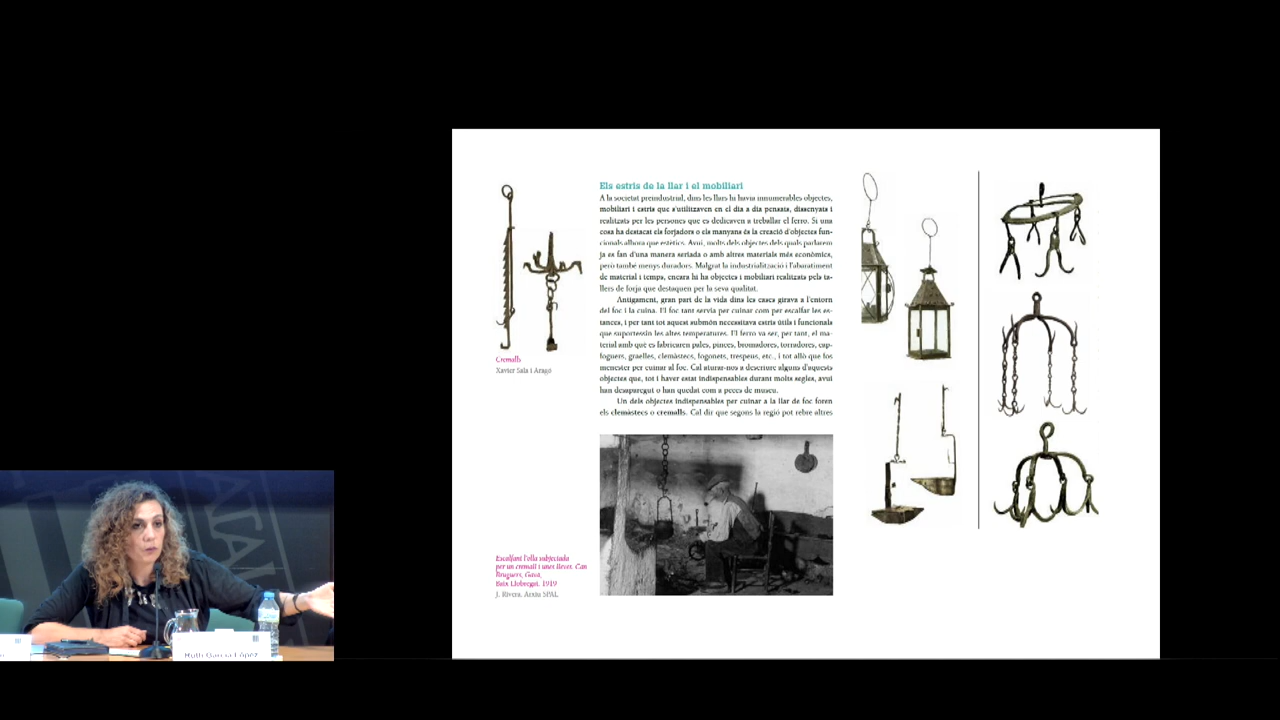 Els estris de la llar i el mobiliari
A la societat preindustrial, dins les llars hi havia innumerables objectes,
mobiliari i estris que s'utilitzaven en el dia a dia pensats, dissenyats i
realitzats per les persones que es dedicaven a treballar el ferro. Si una
cosa ha destacat els forjadors o els manyans és la creació d'objectes fun-
cionals alhora que estètics. Avui, molts dels objectes dels quals parlarem
ja es fan d'una manera seriada o amb altres materials més econòmics,
però també menys duradors. Malgrat la industrialització i l'abaratiment
de material i temps, encara hi ha objectes i mobiliari realitzats pels ta-
llers de forja que destaquen per la seva qualitat.
Antigament, gran part de la vida dins les cases girava a l'entorn
del foc i la cuina. El foc tant servia per cuinar com per escalfar les es-
tances, i per tant tot aquest submón necessitava estris útils i funcionals
que suportessin les altes temperatures. El ferro va ser, per tant, el ma-
terial amb què es fabricaren pales, pinces, bromadores, torradores, cap-
foguers, graelles, clemàstecs, fogonets, trespeus, etc., i tot allò que fos
menester per cuinar al foc. Cal aturar-nos a descriure alguns d'aquests
objectes que, tot i haver estat indispensables durant molts segles, avui
han desaparegut o han quedat com a peces de museu.
Un dels objectes indispensables per cuinar a la llar de foc foren
els clemàstecs o cremalls. Cal dir que segons la regió pot rebre altres
Cremalls
Xavier Sala i Aragó
Escalfant l'olla subjectada
per un cremall i unes lleves. Can
Bruguers, Gavà,
Baix Llobregat, 1919
J. Rivera. Arxiu SPAL
Ruth García López